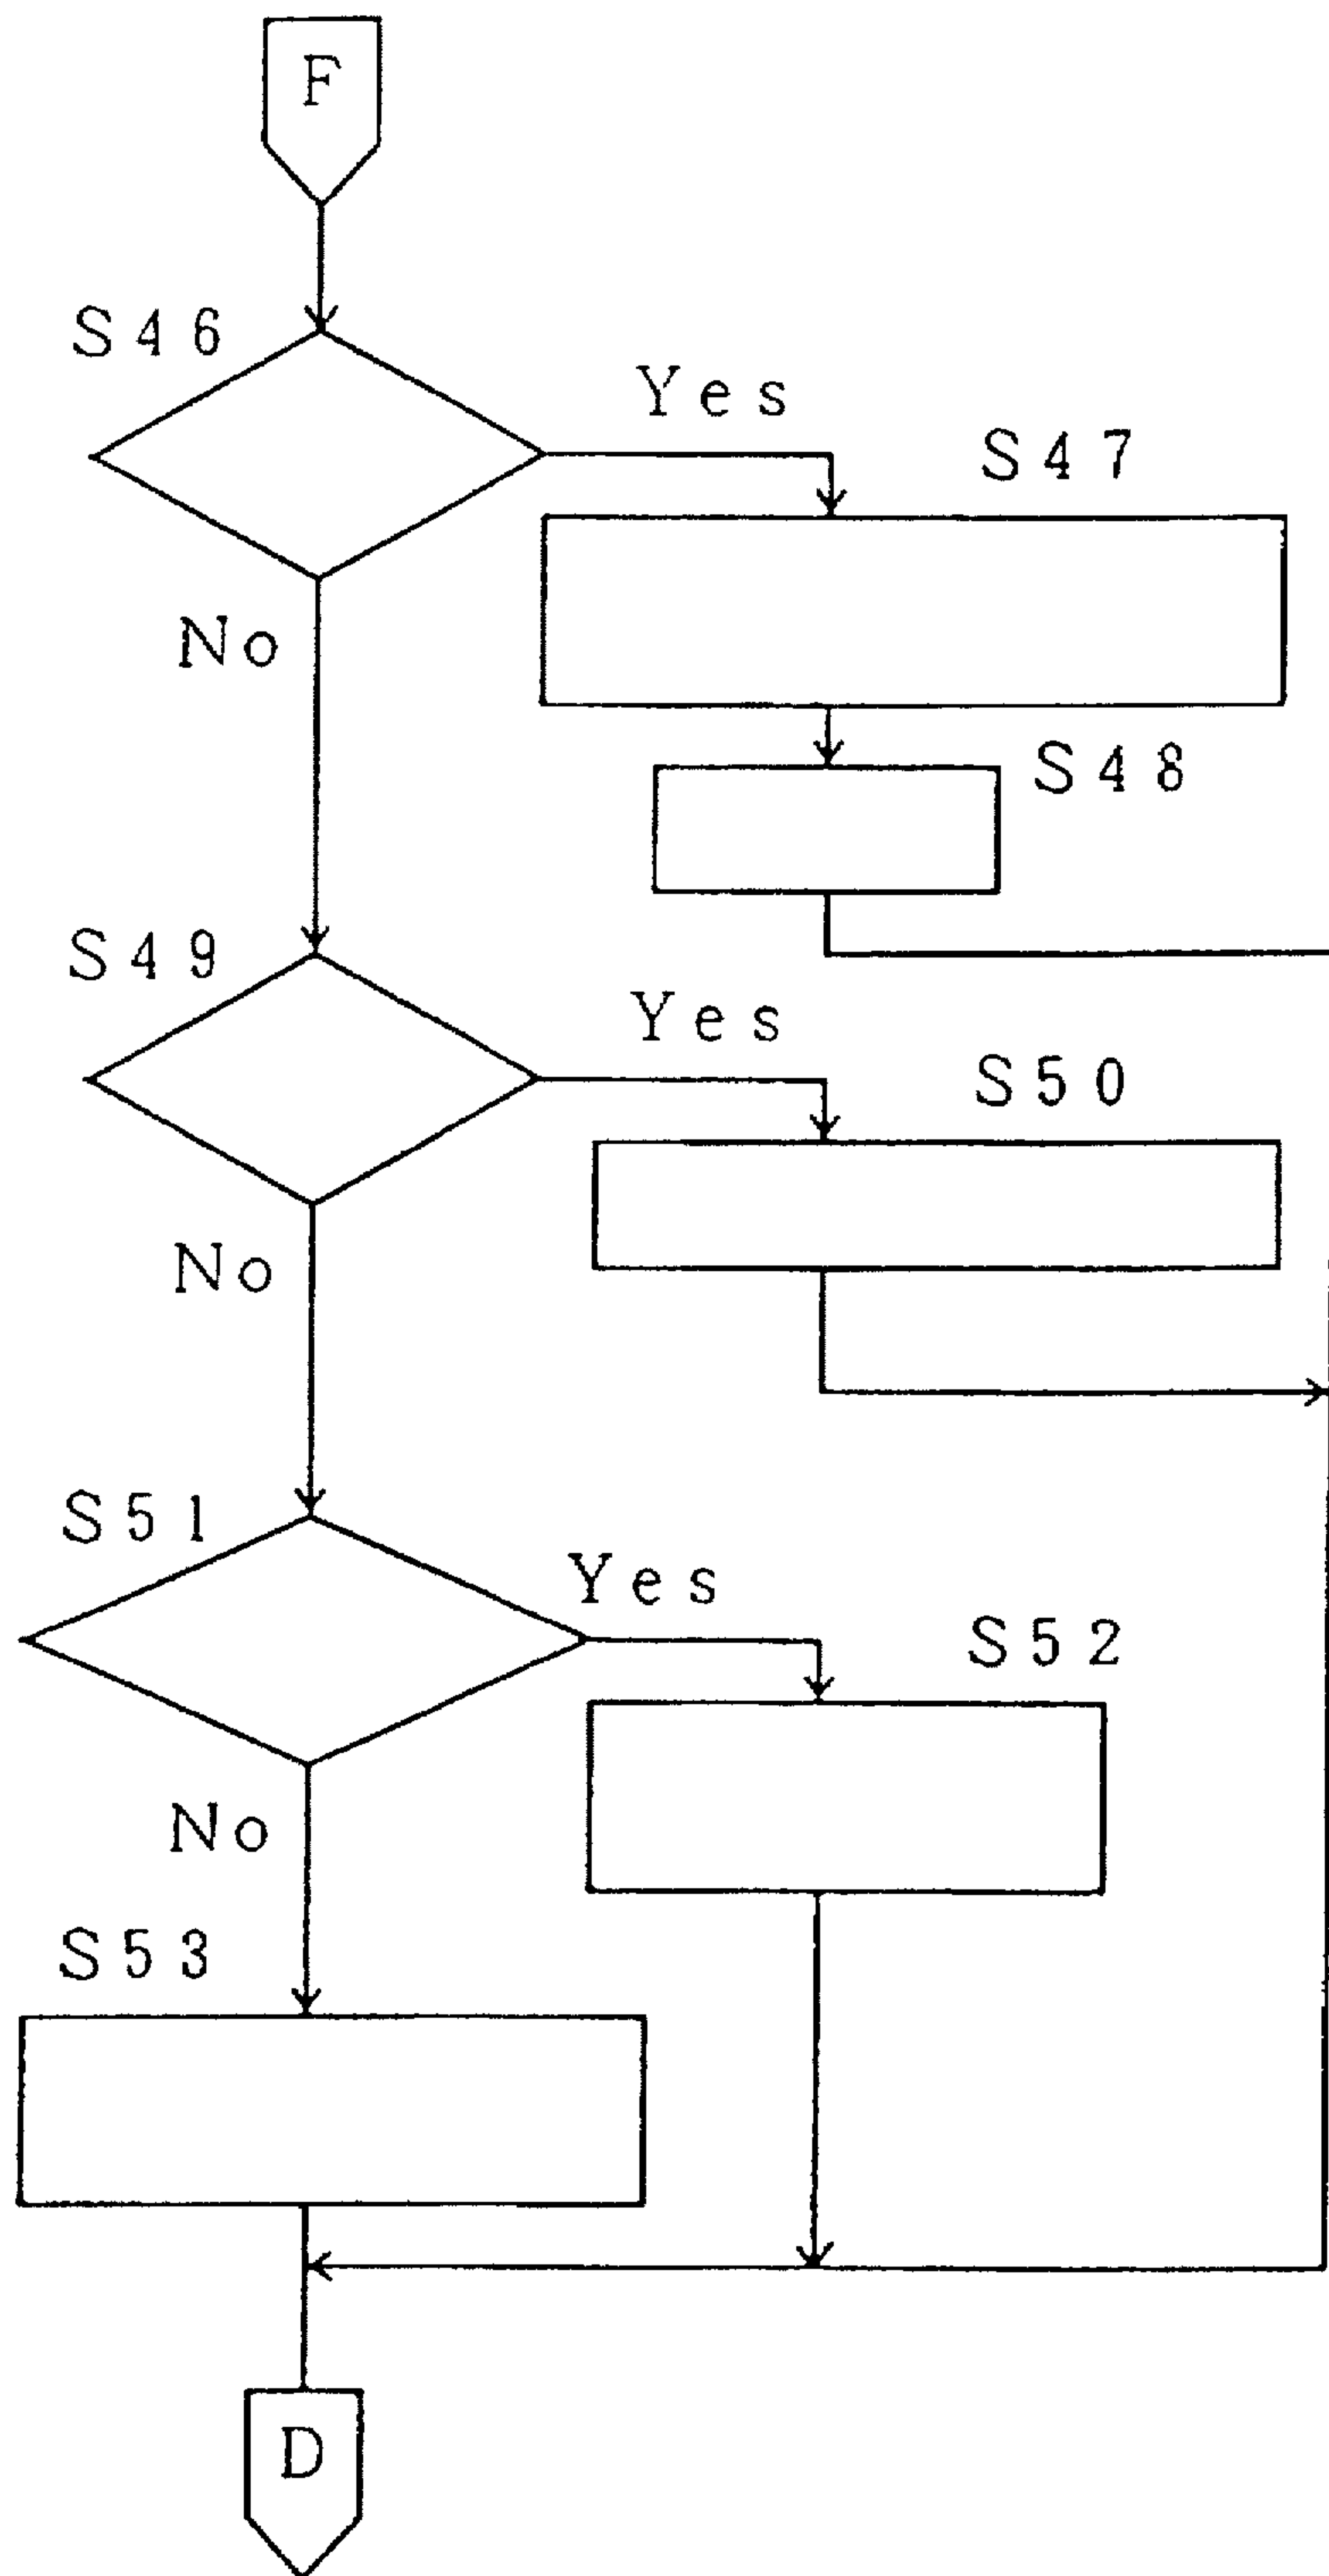 F
S46
Yes
S47
No
S48
S49
Yes
S50
No
S51
Yes
S52
No
S53
D